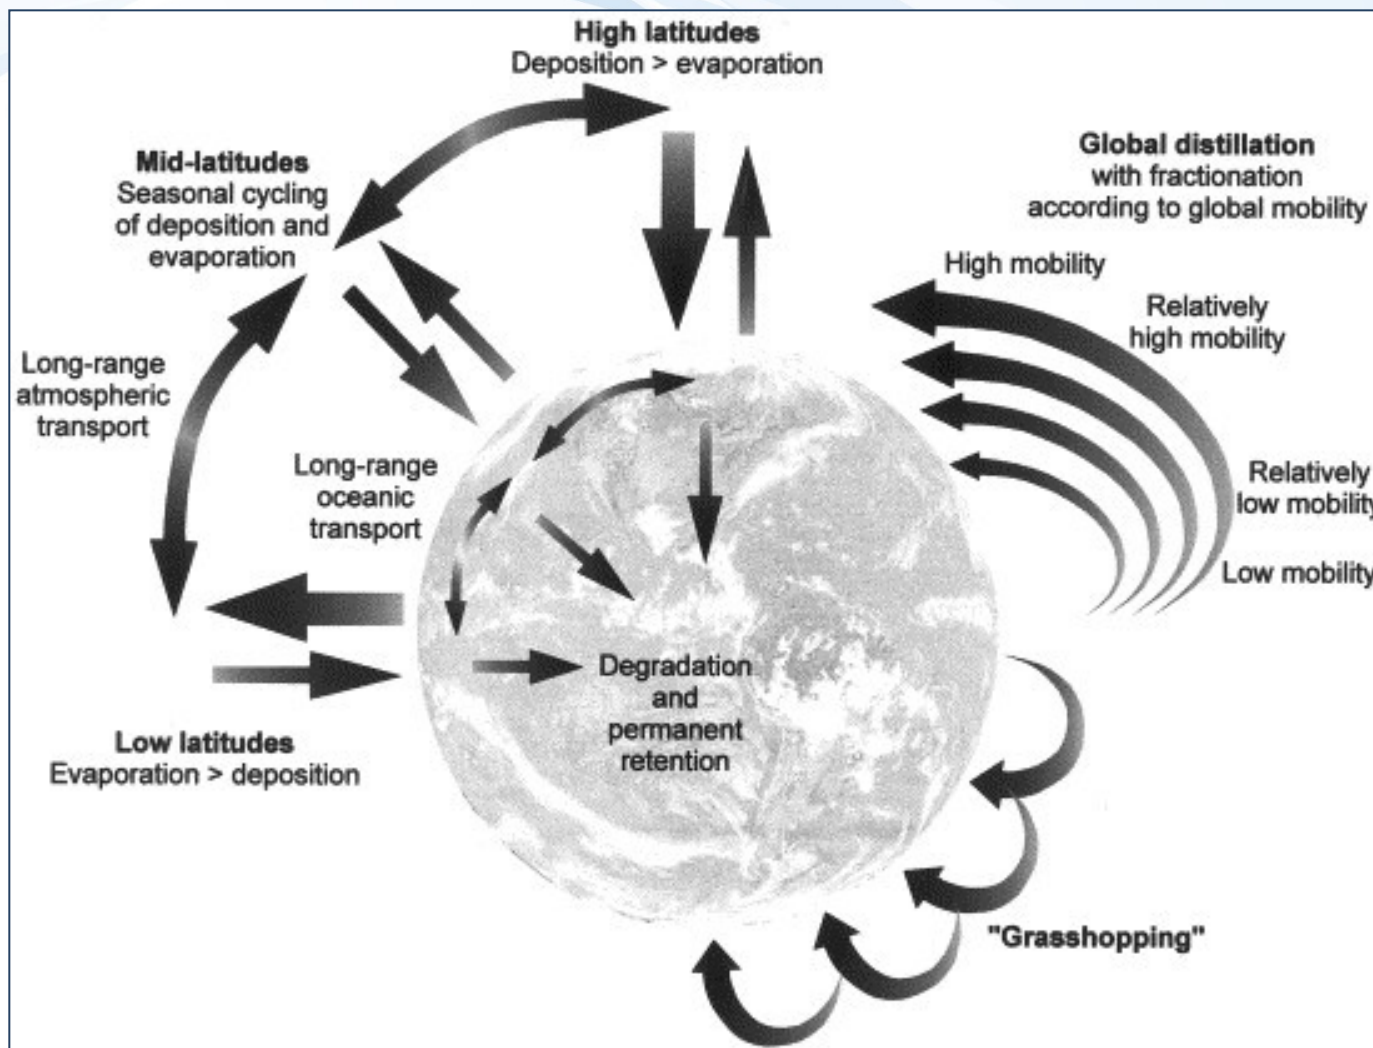 High latitudes
Deposition > evaporation
Mid-latitudes
Seasonal cycling
of deposition and
evaporation
Global distillation
with fractionation
according to global mobility
High mobility
Relatively
high mobility
Long-range
atmospheric
transport
Long-range
oceanic
transport
Relatively
low mobility
Low mobility
Degradation
and
permanent
retention
Low latitudes
Evaporation > deposition
"Grasshopping"